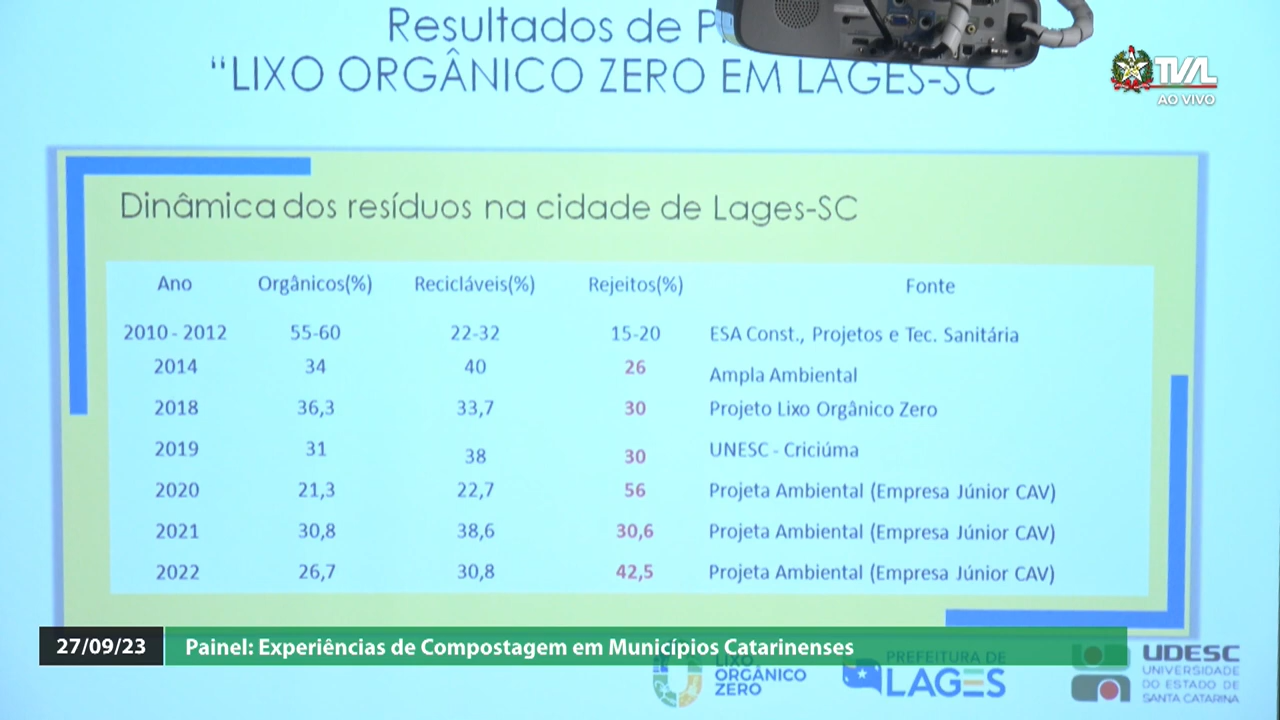 Resultados de
“LIXO ORGÂNICO ZERO EM LAGES-SC”
TVAL
AO VIVO
Dinâmica dos resíduos na cidade de Lages-SC
Ano Orgânicos(%) Recicláveis(%) Rejeitos(%) Fonte
2010 - 2012 55-60 22-32 15-20 ESA Const., Projetos e Tec. Sanitária
2014 34 40 26 Ampla Ambiental
2018 36,3 33,7 30 Projeto Lixo Orgânico Zero
2019 31 38 30 UNESC - Criciúma
2020 21,3 22,7 56 Projeta Ambiental (Empresa Júnior CAV)
2021 30,8 38,6 30,6 Projeta Ambiental (Empresa Júnior CAV)
2022 26,7 30,8 42,5 Projeta Ambiental (Empresa Júnior CAV)
27/09/23 Painel: Experiências de Compostagem em Municípios Catarinenses
LIXO
ORGÂNICO
ZERO
PREFEITURA DE
LAGES
UDESC
UNIVERSIDADE
DO ESTADO DE
SANTA CATARINA